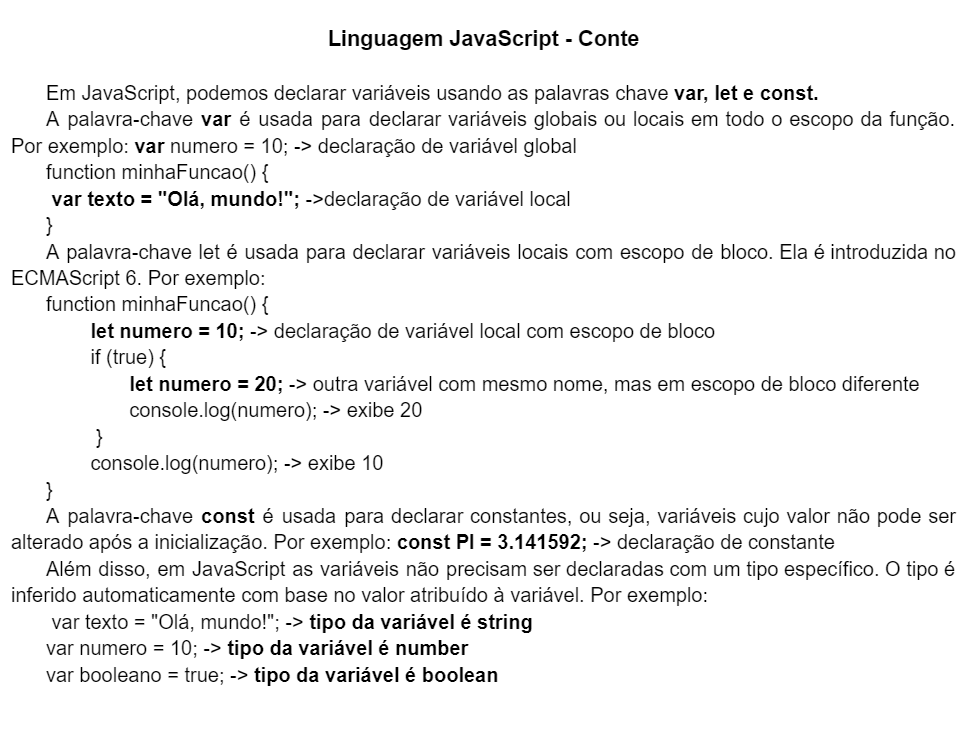 Linguagem JavaScript - Conte
Em JavaScript, podemos declarar variáveis usando as palavras chave var, let e const.
A palavra-chave var é usada para declarar variáveis globais ou locais em todo o escopo da função.
Por exemplo: var numero = 10; -> declaração de variável global
function minhaFuncao() {
var texto = "Olá, mundo!"; ->declaração de variável local
}
A palavra-chave let é usada para declarar variáveis locais com escopo de bloco. Ela é introduzida no
ECMAScript 6. Por exemplo:
function minhaFuncao() {
let numero = 10; -> declaração de variável local com escopo de bloco
if (true) {
let numero = 20; -> outra variável com mesmo nome, mas em escopo de bloco diferente
console.log(numero); -> exibe 20
}
console.log(numero); -> exibe 10
}
A palavra-chave const é usada para declarar constantes, ou seja, variáveis cujo valor não pode ser
alterado após a inicialização. Por exemplo: const PI = 3.141592; -> declaração de constante
Além disso, em JavaScript as variáveis não precisam ser declaradas com um tipo específico. O tipo é
inferido automaticamente com base no valor atribuído à variável. Por exemplo:
var texto = "Olá, mundo!"; -> tipo da variável é string
var numero = 10; -> tipo da variável é number
var booleano = true; -> tipo da variável é boolean